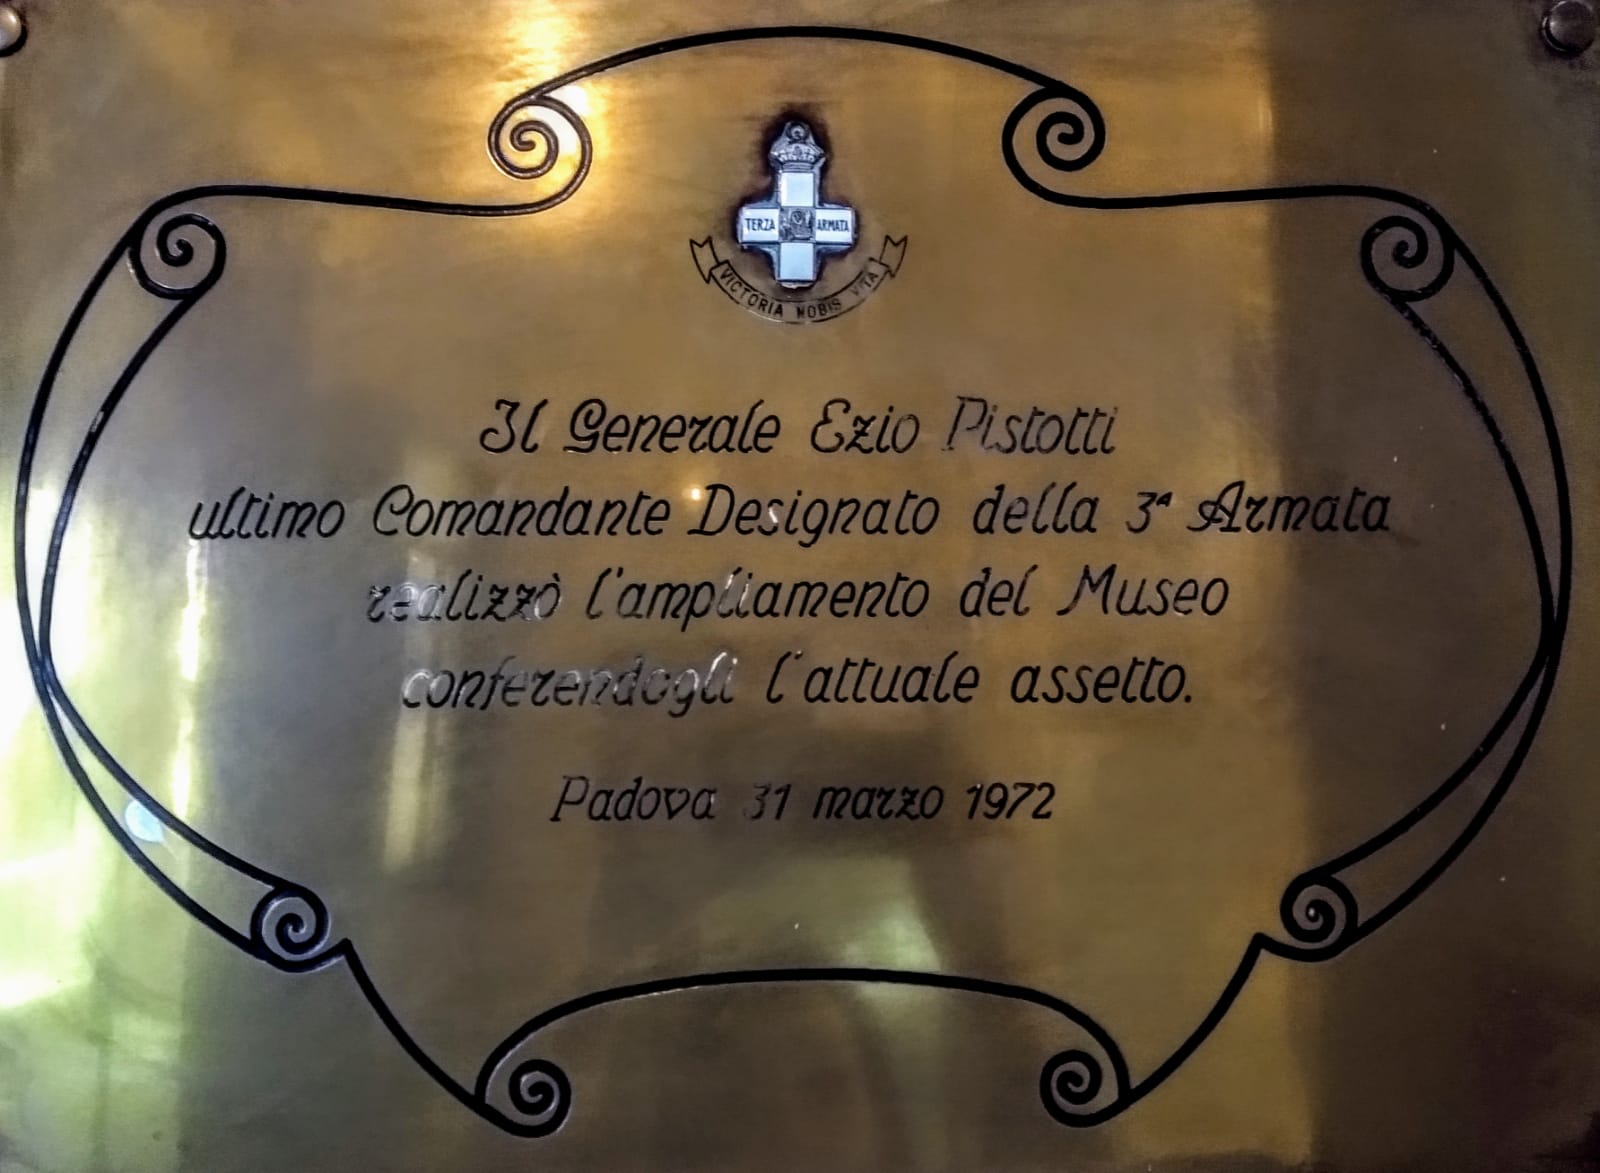 TERZA ARMATA
VICTORIA NOBIS VITA
Il Generale Ezio Pistotti
ultimo Comandante Designato della 3ª Armata
realizzò l'ampliamento del Museo
conferendogli l'attuale assetto.
Padova 31 marzo 1972